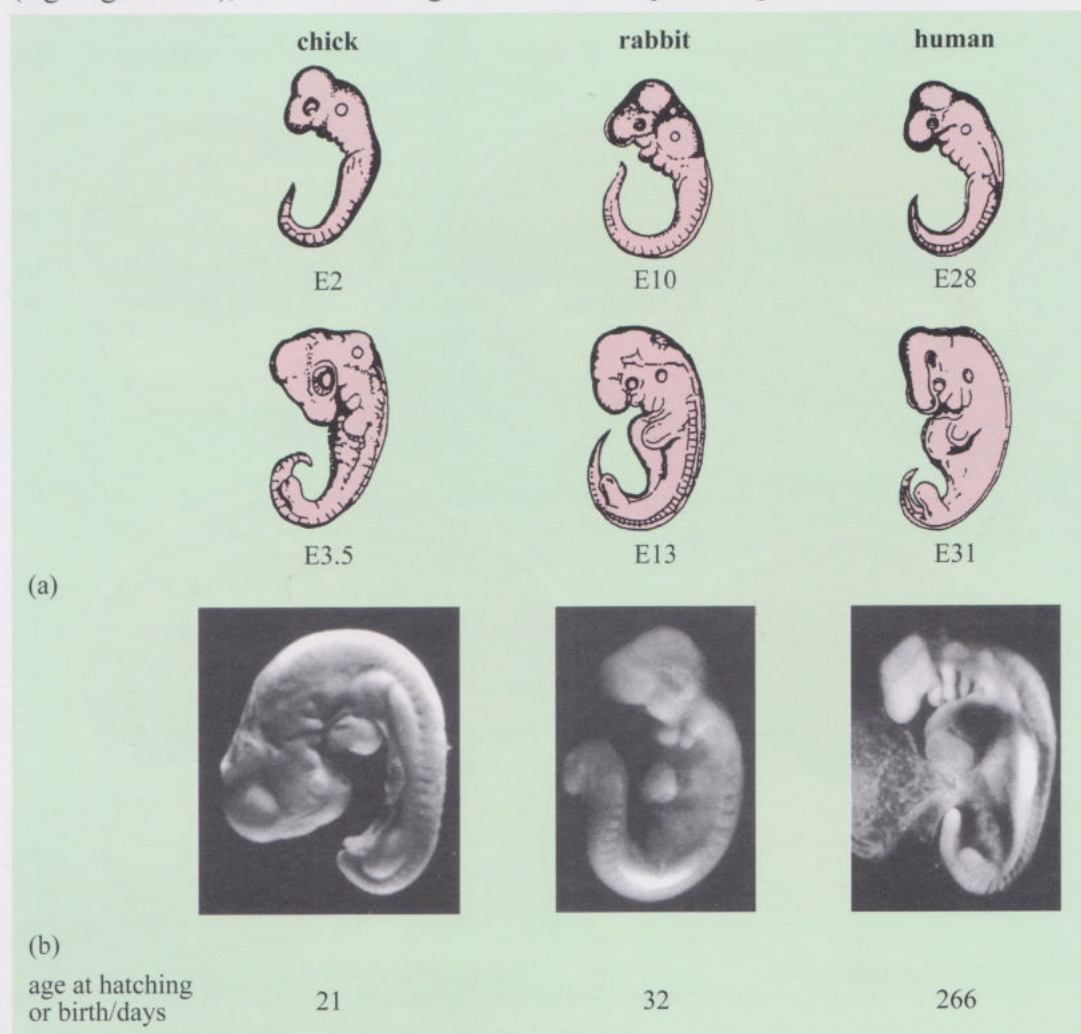 chick rabbit human
E2 E10 E28
E3.5 E13 E31
(a)
(b)
age at hatching
or birth/days 21 32 266